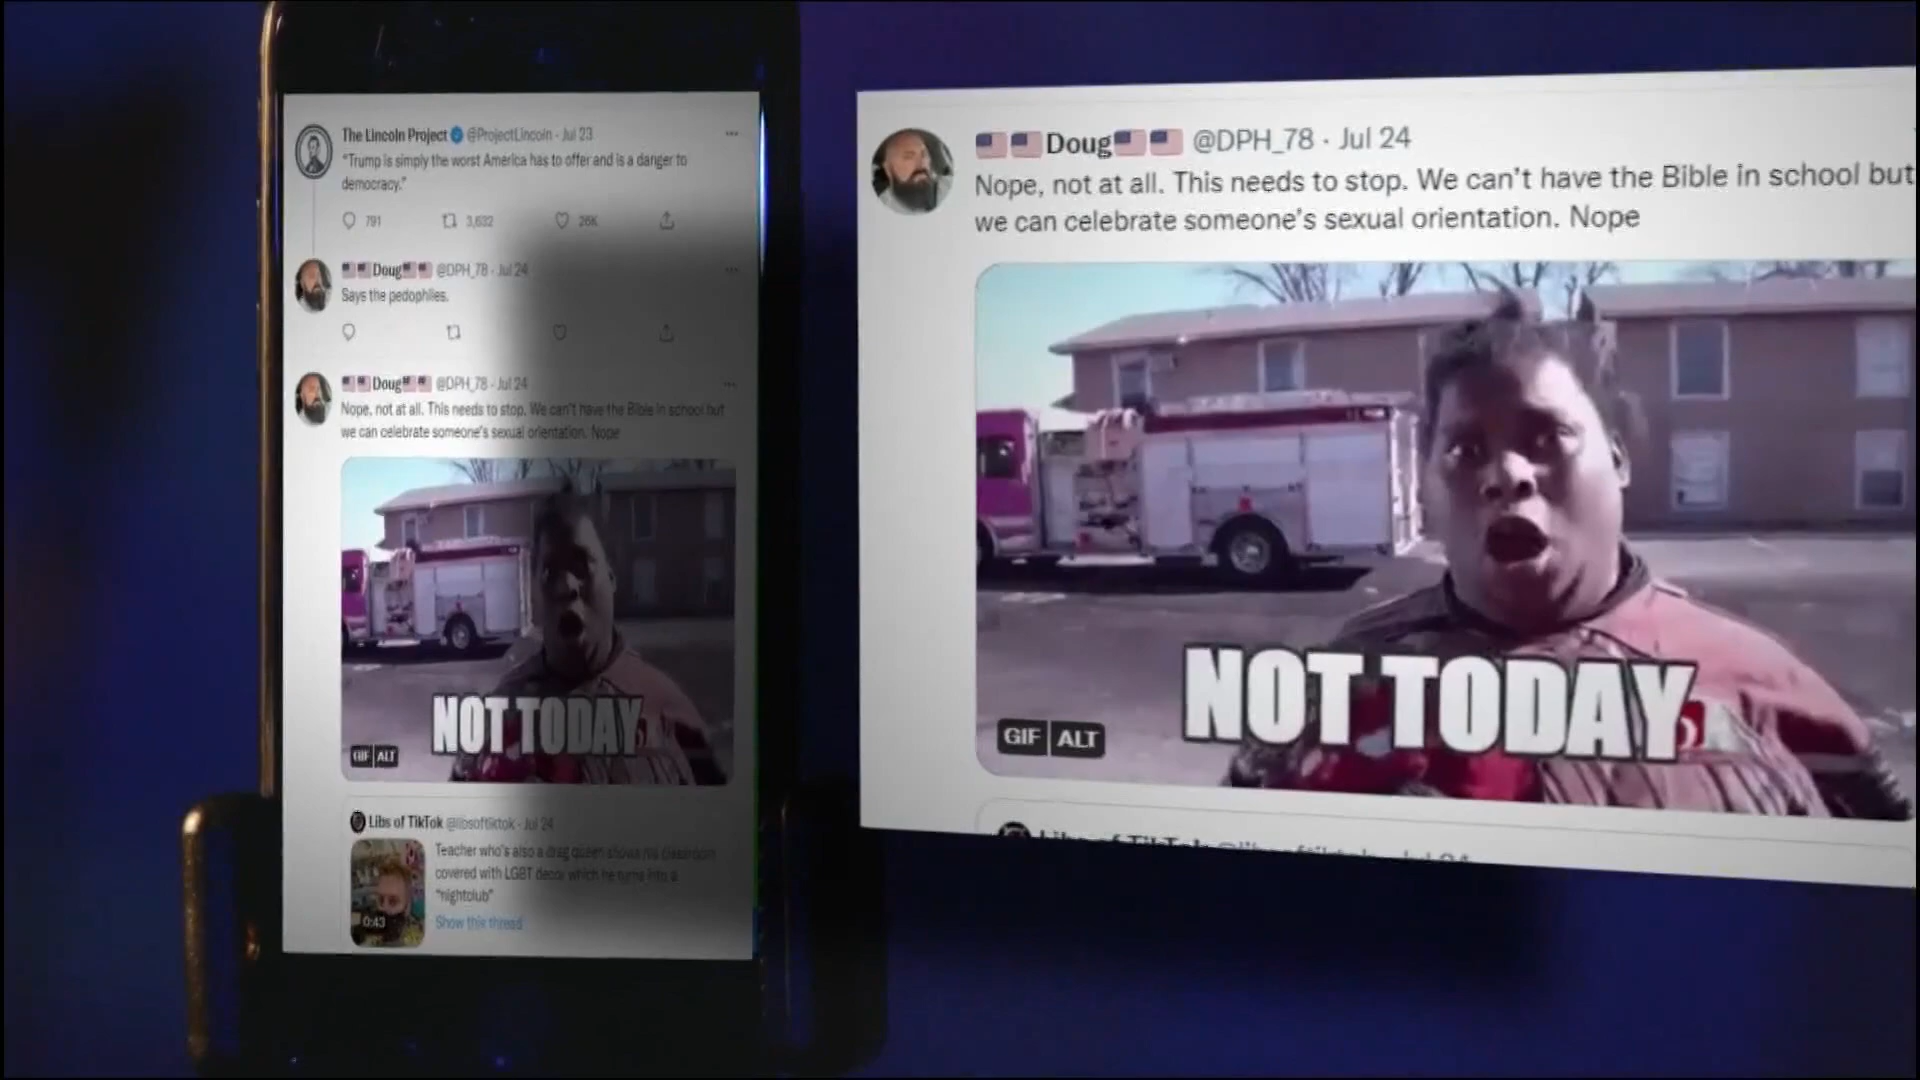 The Lincoln Project @ProjectLincoln · Jul 23
"Trump is simply the worst America has to offer and is a danger to
democracy."
791 3,632 26K
Doug @DPH_78 · Jul 24
Says the pedophiles.
Doug @DPH_78 · Jul 24
Nope, not at all. This needs to stop. We can't have the Bible in school but
we can celebrate someone's sexual orientation. Nope
NOT TODAY
GIF ALT
Libs of TikTok @libsoftiktok · Jul 24
Teacher who's also a drag queen shows his classroom
covered with LGBT decor which he turns into a
"nightclub"
0:43
Show this thread
Doug @DPH_78 · Jul 24
Nope, not at all. This needs to stop. We can't have the Bible in school but
we can celebrate someone's sexual orientation. Nope
NOT TODAY
GIF ALT
Libs of TikTok @libsoftiktok · Jul 24